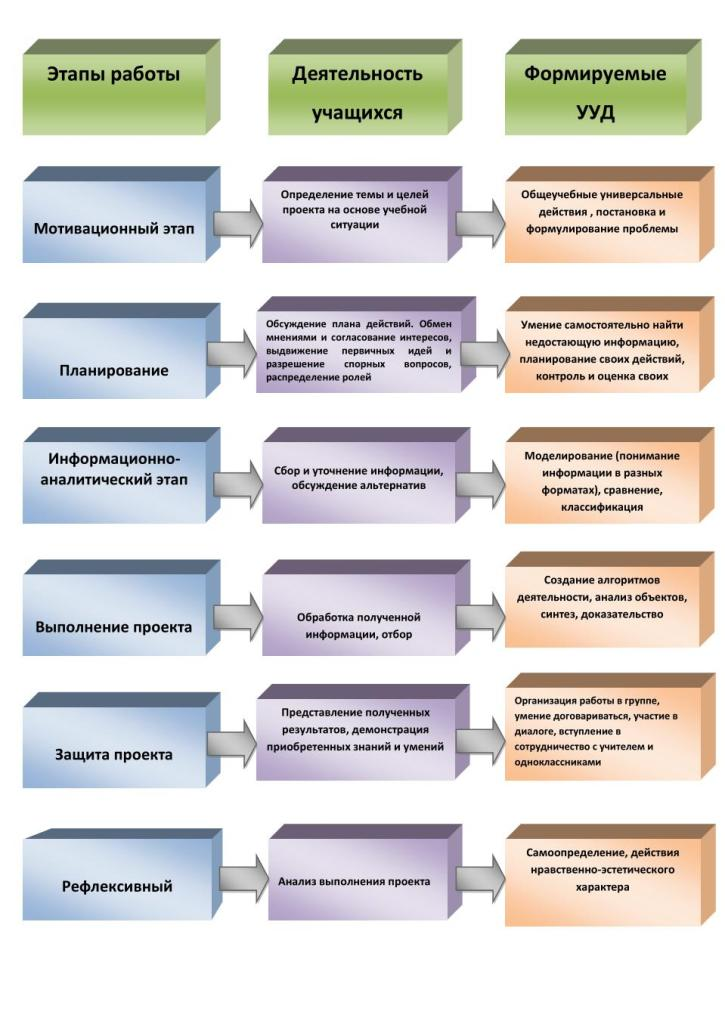 Этапы работы
Деятельность
учащихся
Формируемые
УУД
Мотивационный этап
Определение темы и целей
проекта на основе учебной
ситуации
Общеучебные универсальные
действия , постановка и
формулирование проблемы
Планирование
Обсуждение плана действий. Обмен
мнениями и согласование интересов,
выдвижение первичных идей и
разрешение спорных вопросов,
распределение ролей
Умение самостоятельно найти
недостающую информацию,
планирование своих действий,
контроль и оценка своих
Информационно-
аналитический этап
Сбор и уточнение информации,
обсуждение альтернатив
Моделирование (понимание
информации в разных
форматах), сравнение,
классификация
Выполнение проекта
Обработка полученной
информации, отбор
Создание алгоритмов
деятельности, анализ объектов,
синтез, доказательство
Защита проекта
Представление полученных
результатов, демонстрация
приобретенных знаний и умений
Организация работы в группе,
умение договариваться, участие в
диалоге, вступление в
сотрудничество с учителем и
одноклассниками
Рефлексивный
Анализ выполнения проекта
Самоопределение, действия
нравственно-эстетического
характера